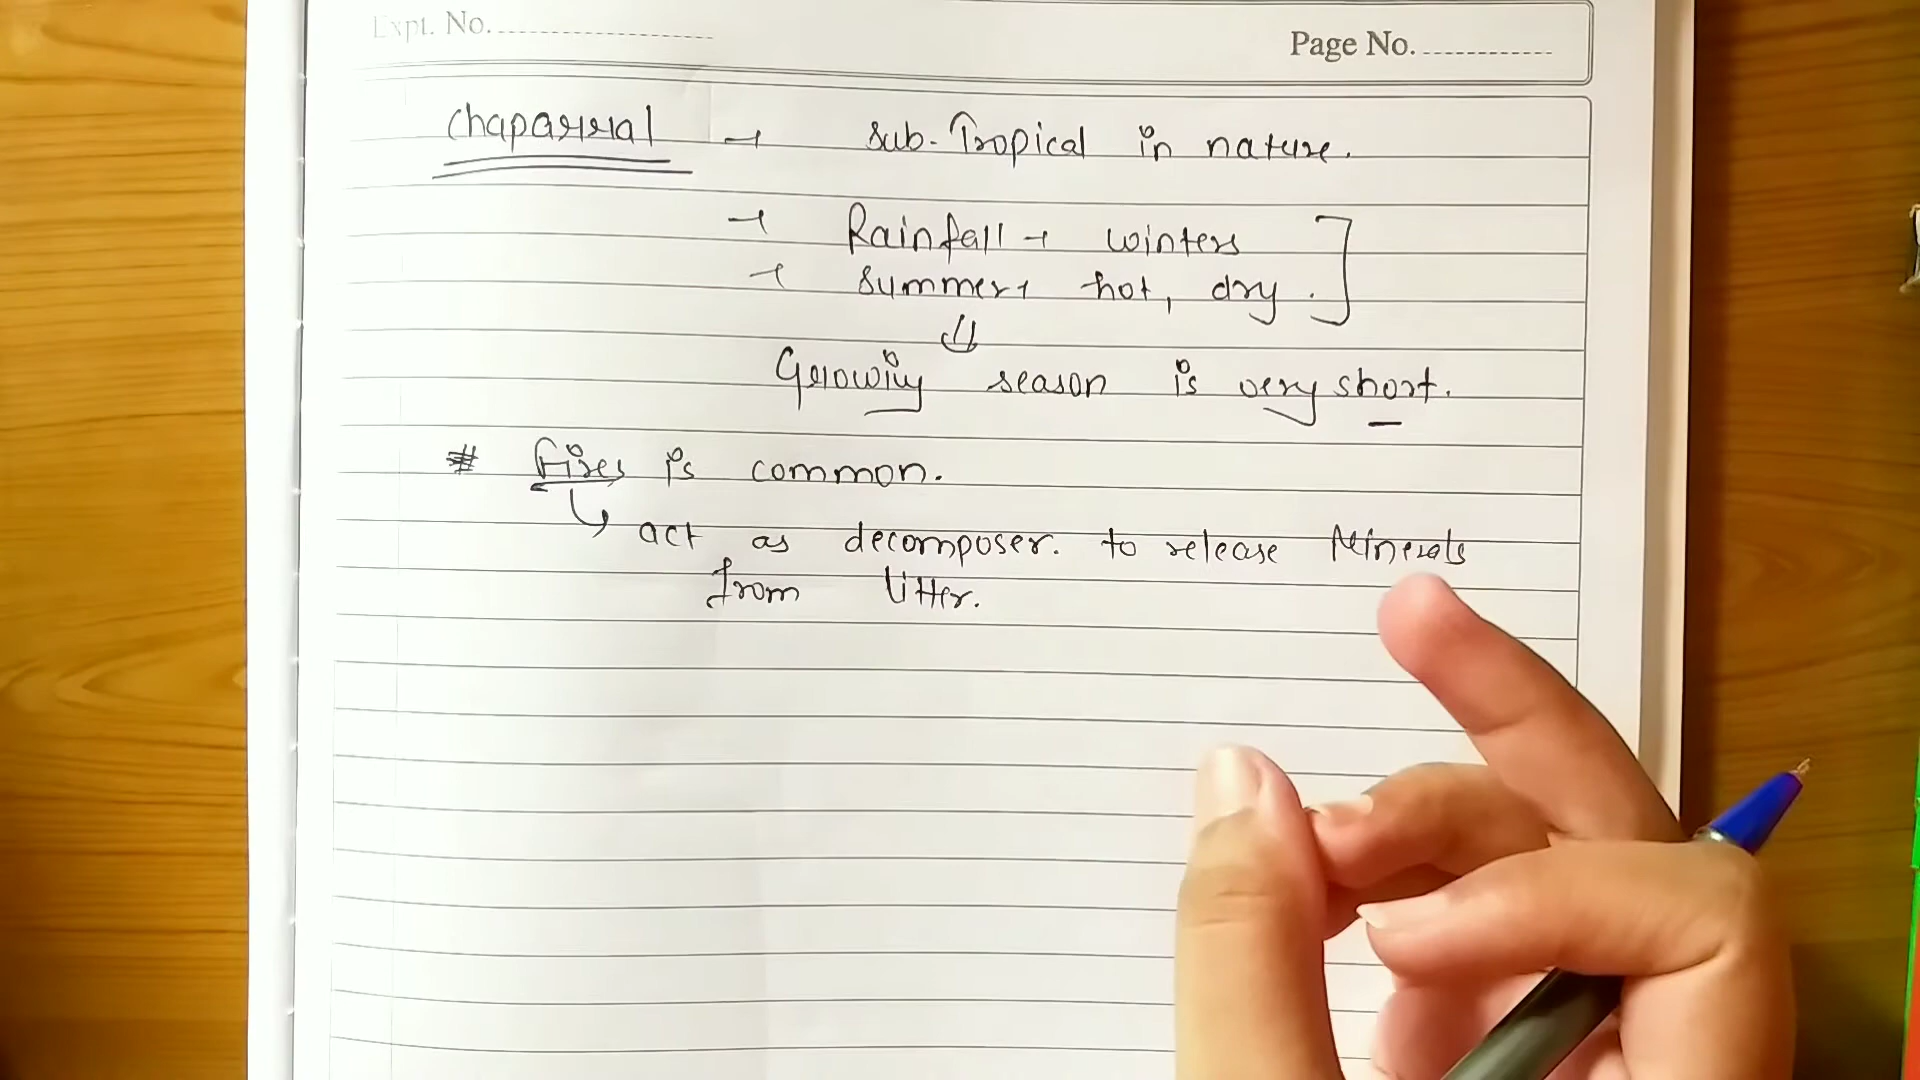 Expt. No.
Page No.
Chaparral → Sub-Tropical in nature.
→ Rainfall → winters
→ Summer → hot, dry.
Growing season is very short.
# Fires is common.
act as decomposer. to release Minerals
from litter.